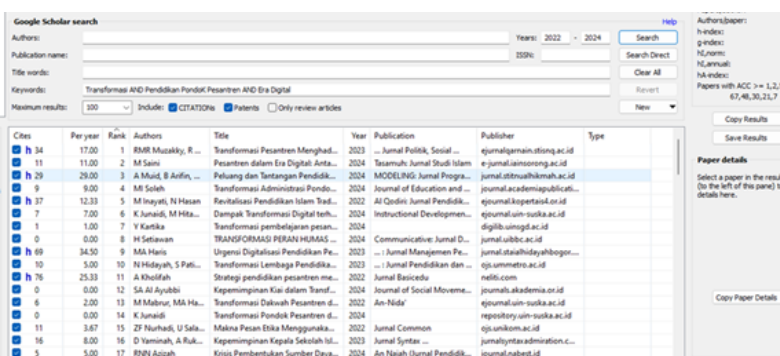 Google Scholar search Help
Authors: Years: 2022 - 2024 Search
Publication name: ISSN: Search Direct
Title words: Clear All
Keywords: Transformasi AND Pendidikan PondoK Pesantren AND Era Digital Revert
Maximum results: 100 Include: CITATIONs Patents Only review articles New
Authors/paper:
h-index:
g-index:
hI,norm:
hI,annual:
hA-index:
Papers with ACC >= 1,2,5
67,48,30,21,7
Copy Results
Save Results
Paper details
Select a paper in the resul
(to the left of this pane) t
details here.
Copy Paper Details
Cites Per year Rank Authors Title Year Publication Publisher Type
h 34 17.00 1 RMR Muzakky, R ... Transformasi Pesantren Menghad... 2023 ... Jurnal Politik, Sosial ... ejurnalqarnain.stisnq.ac.id
11 11.00 2 M Saini Pesantren dalam Era Digital: Anta... 2024 Tasamuh: Jurnal Studi Islam e-jurnal.iainsorong.ac.id
h 29 29.00 3 A Muid, B Arifin, ... Peluang dan Tantangan Pendidik... 2024 MODELING: Jurnal Progra... jurnal.stitnualhikmah.ac.id
9 9.00 4 MI Soleh Transformasi Administrasi Pondo... 2024 Journal of Education and ... journal.academiapublicati...
h 37 12.33 5 M Inayati, N Hasan Revitalisasi Pendidikan Islam Trad... 2022 Al Qodiri: Jurnal Pendidik... ejournal.kopertais4.or.id
7 7.00 6 K Junaidi, M Hita... Dampak Transformasi Digital terh... 2024 Instructional Developmen... ejournal.uin-suska.ac.id
1 1.00 7 Y Kartika Transformasi pembelajaran pesan... 2024 digilib.uinsgd.ac.id
0 0.00 8 H Setiawan TRANSFORMASI PERAN HUMAS ... 2024 Communicative: Jurnal D... jurnal.uibbc.ac.id
h 69 34.50 9 MA Haris Urgensi Digitalisasi Pendidikan Pe... 2023 ... : Jurnal Manajemen Pe... jurnal.staialhidayahbogor....
10 5.00 10 N Hidayah, S Pati... Transformasi Lembaga Pendidika... 2023 ... : Jurnal Pendidikan dan ... ojs.ummetro.ac.id
h 76 25.33 11 A Kholifah Strategi pendidikan pesantren me... 2022 Jurnal Basicedu neliti.com
0 0.00 12 SA Al Ayyubbi Kepemimpinan Kiai dalam Transf... 2024 Journal of Social Moveme... journals.akademia.or.id
6 2.00 13 M Mabrur, MA Ha... Transformasi Dakwah Pesantren d... 2022 An-Nida' ejournal.uin-suska.ac.id
0 0.00 14 K Junaidi Transformasi Pondok Pesantren d... 2024 repository.uin-suska.ac.id
11 3.67 15 ZF Nurhadi, U Sala... Makna Pesan Etika Menggunaka... 2022 Jurnal Common ojs.unikom.ac.id
16 8.00 16 D Yaminah, A Ruk... Kepemimpinan Kepala Sekolah Isl... 2023 Jurnal Syntax ... jurnalsyntaxadmiration.c...
5 5.00 17 RNN Azizah Krisis Pembentukan Sumber Daya... 2024 An Najah (Jurnal Pendidik... journal.nabest.id